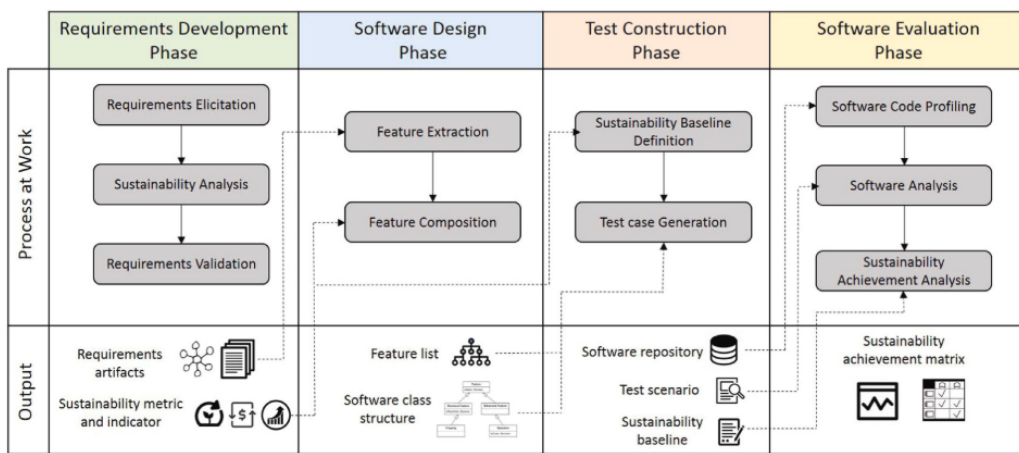 Requirements Development
Phase
Software Design
Phase
Test Construction
Phase
Software Evaluation
Phase
Process at Work
Requirements Elicitation
Sustainability Analysis
Requirements Validation
Feature Extraction
Feature Composition
Sustainability Baseline
Definition
Test case Generation
Software Code Profiling
Software Analysis
Sustainability
Achievement Analysis
Output
Requirements
artifacts
Sustainability metric
and indicator
Feature list
Software class
structure
Software repository
Test scenario
Sustainability
baseline
Sustainability
achievement matrix